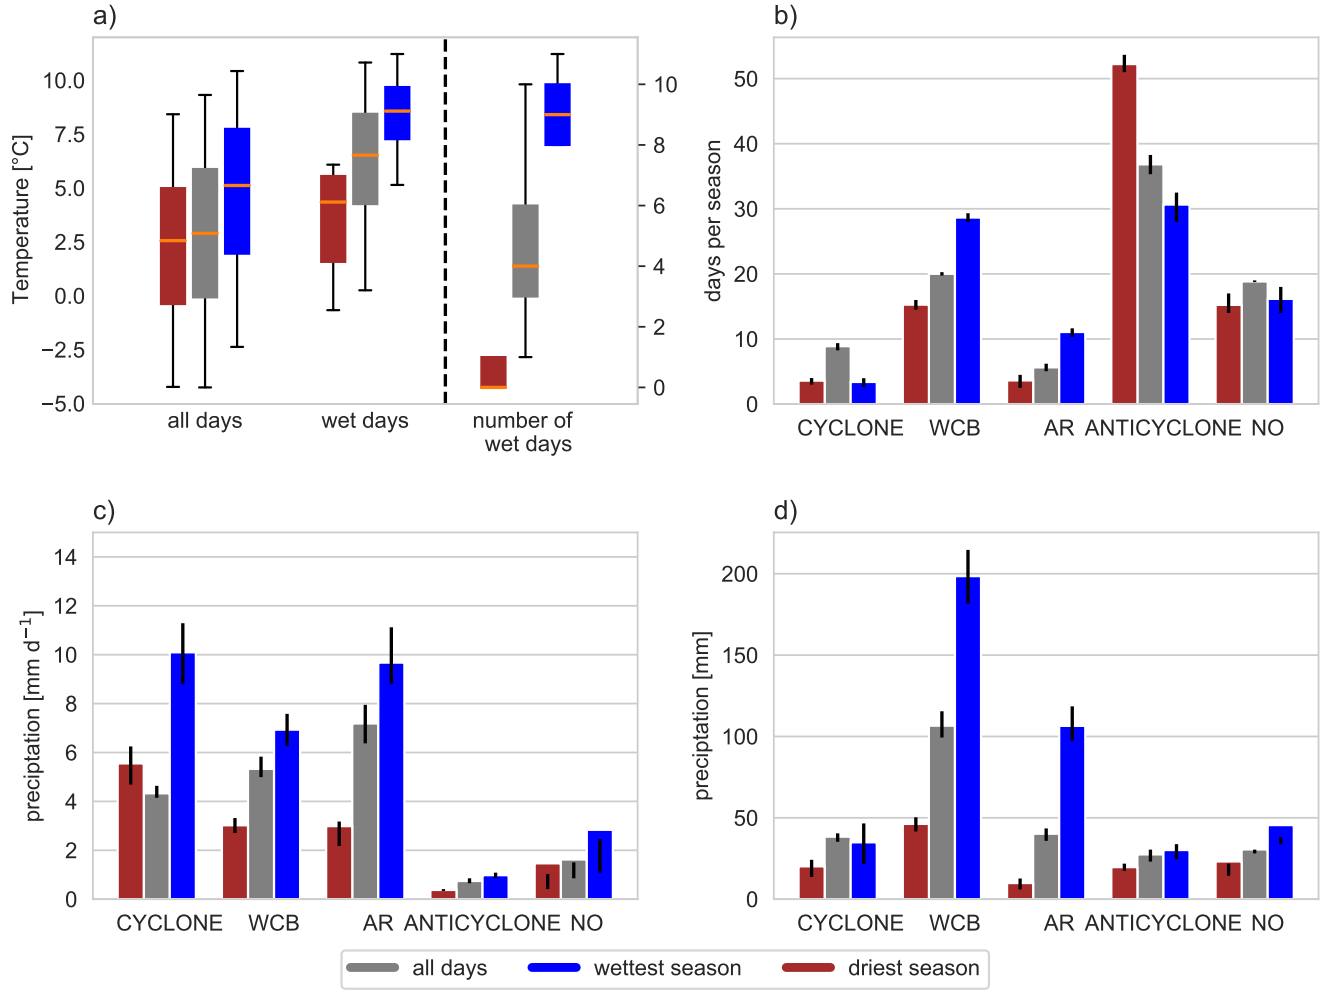 a)
Temperature [°C]
10.0
7.5
5.0
2.5
0.0
−2.5
−5.0
10
8
6
4
2
0
all days
wet days
number of
wet days
b)
days per season
50
40
30
20
10
0
CYCLONE
WCB
AR
ANTICYCLONE
NO
c)
preciptation [mm d⁻¹]
14
12
10
8
6
4
2
0
CYCLONE
WCB
AR
ANTICYCLONE
NO
d)
preciptation [mm]
200
150
100
50
0
CYCLONE
WCB
AR
ANTICYCLONE
NO
all days
wettest season
driest season